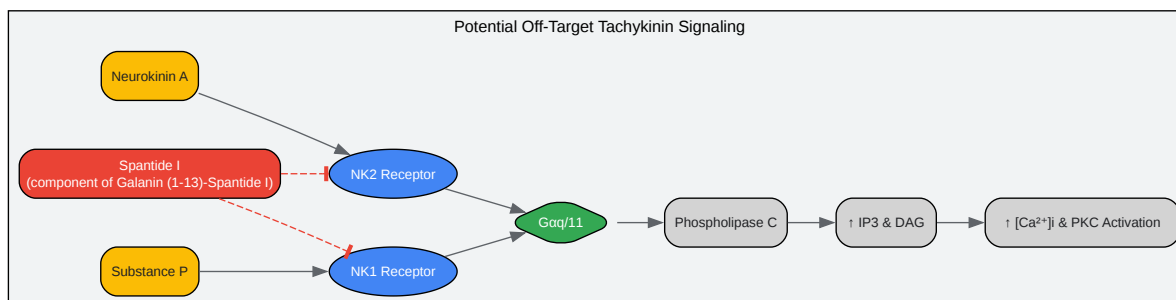 Potential Off-Target Tachykinin Signaling
Neurokinin A
Spantide I
(component of Galanin (1-13)-Spantide I)
NK2 Receptor
Gαq/11
Phospholipase C
↑ IP3 & DAG
↑ [Ca²⁺]i & PKC Activation
Substance P
NK1 Receptor